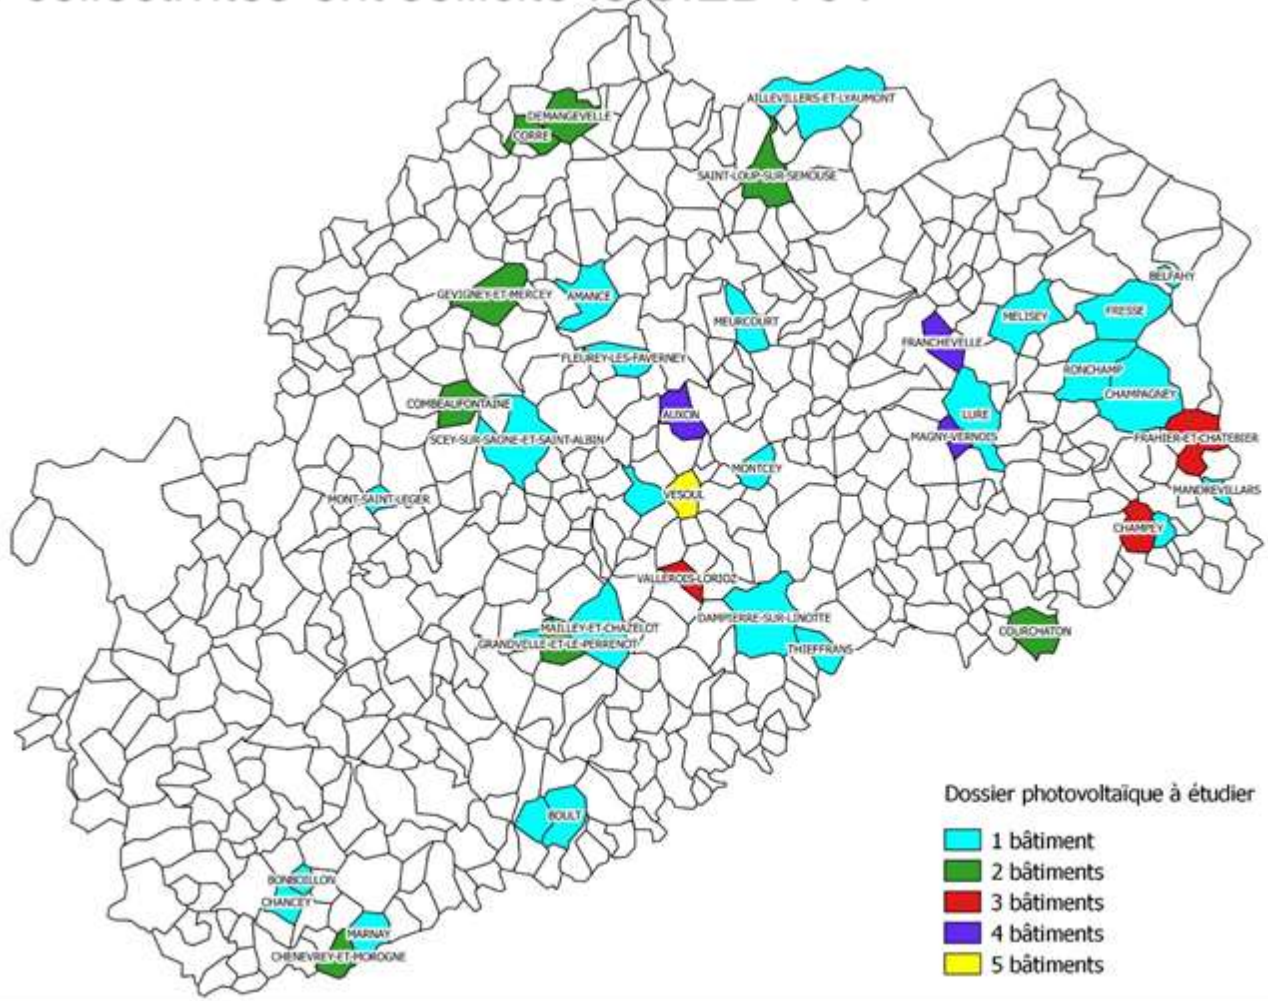 DEMANGEVELLE
CORRE
AILLEVILLERS-ET-LYAUMONT
SAINT-LOUP-SUR-SEMOUSE
BELFAHY
GEVIGNEY-ET-MERCEY
AMANCE
MEURCOURT
MELISEY
FRESSE
FRANCHEVELLE
FLEUREY-LES-FAVERNEY
RONCHAMP
CHAMPAGNEY
COMBEAUFONTAINE
AUXON
LURE
SCEY-SUR-SAONE-ET-SAINT-ALBIN
MAGNY-VERNOIS
FRAHIER-ET-CHATEBIER
MONTCEY
MONT-SAINT-LEGER
VESOUL
MANDREVILLARS
CHAMPEY
VALLEROIS-LORIOZ
DAMPIERRE-SUR-LINOTTE
MAILLEY-ET-CHAZELOT
GRANDVELLE-ET-LE-PERRENOT
THIEFFRANS
COURCHATON
BOULT
BONBOILLON
CHANCEY
MARNAY
CHENEVREY-ET-MOROGNE
Dossier photovoltaïque à étudier
1 bâtiment
2 bâtiments
3 bâtiments
4 bâtiments
5 bâtiments